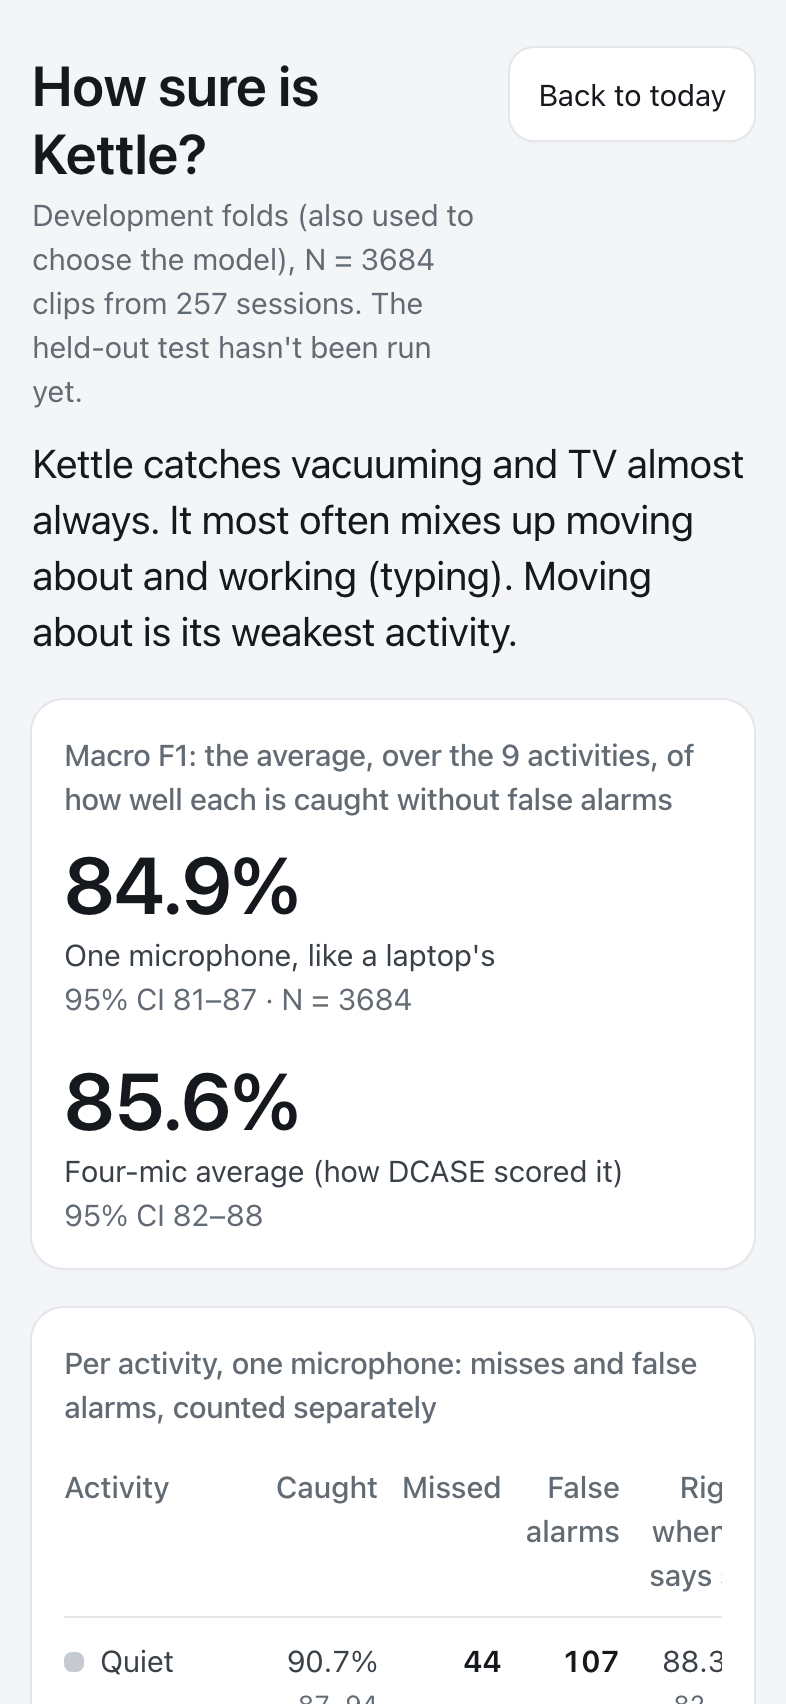 How sure is
Kettle?
Back to today
Development folds (also used to
choose the model), N = 3684
clips from 257 sessions. The
held-out test hasn't been run
yet.
Kettle catches vacuuming and TV almost
always. It most often mixes up moving
about and working (typing). Moving
about is its weakest activity.
Macro F1: the average, over the 9 activities, of
how well each is caught without false alarms
84.9%
One microphone, like a laptop's
95% CI 81–87 · N = 3684
85.6%
Four-mic average (how DCASE scored it)
95% CI 82–88
Per activity, one microphone: misses and false
alarms, counted separately
Activity Caught Missed False Rig
alarms when
says
Quiet 90.7% 44 107 88.3